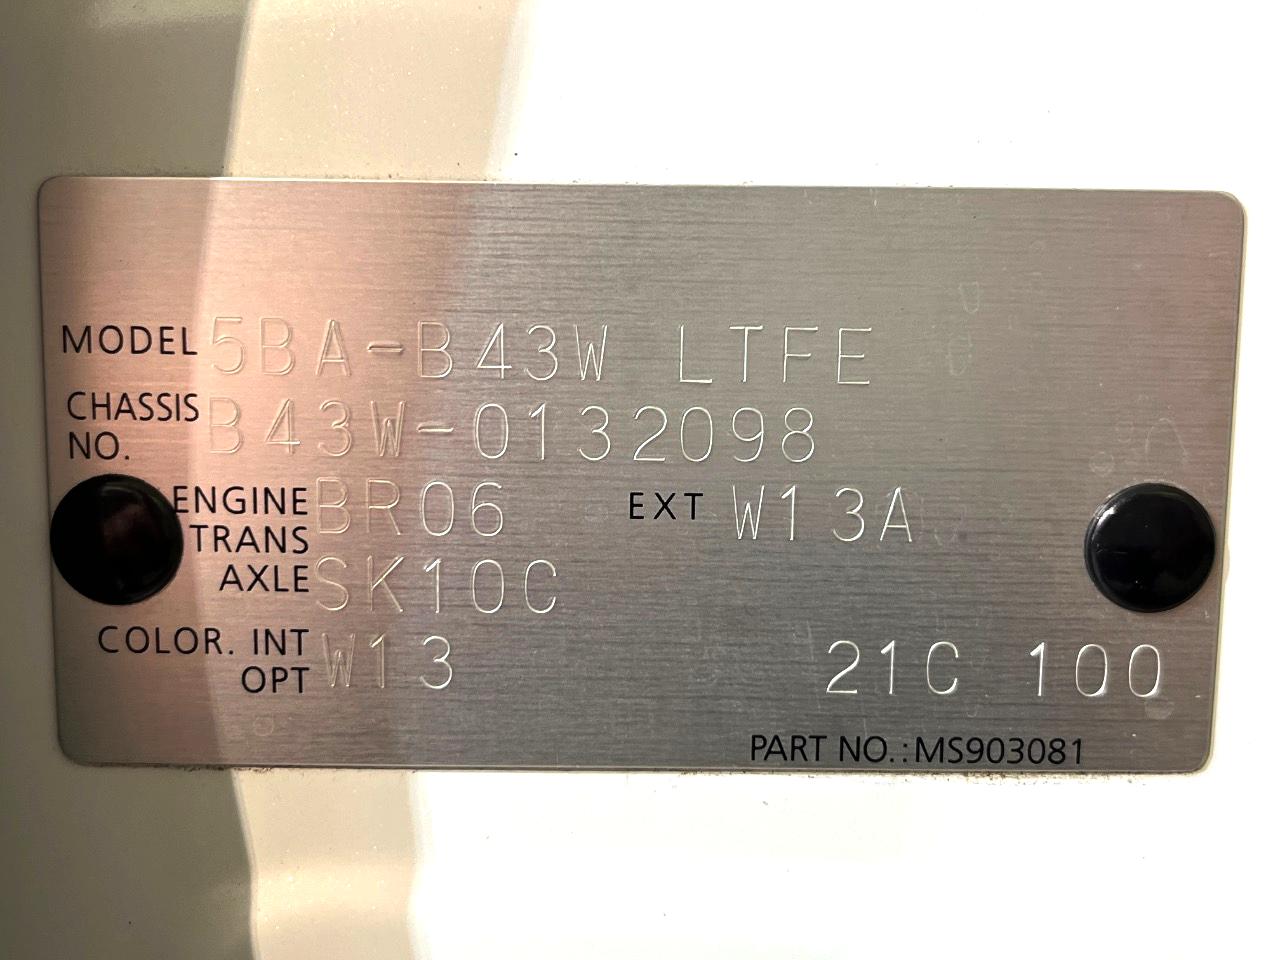 MODEL 5BA-B43W LTFE
CHASSIS NO. B43W-0132098
ENGINE BR06 EXT W13A
TRANS
AXLE SK10C
COLOR. INT W13
OPT 21C 100
PART NO.: MS903081